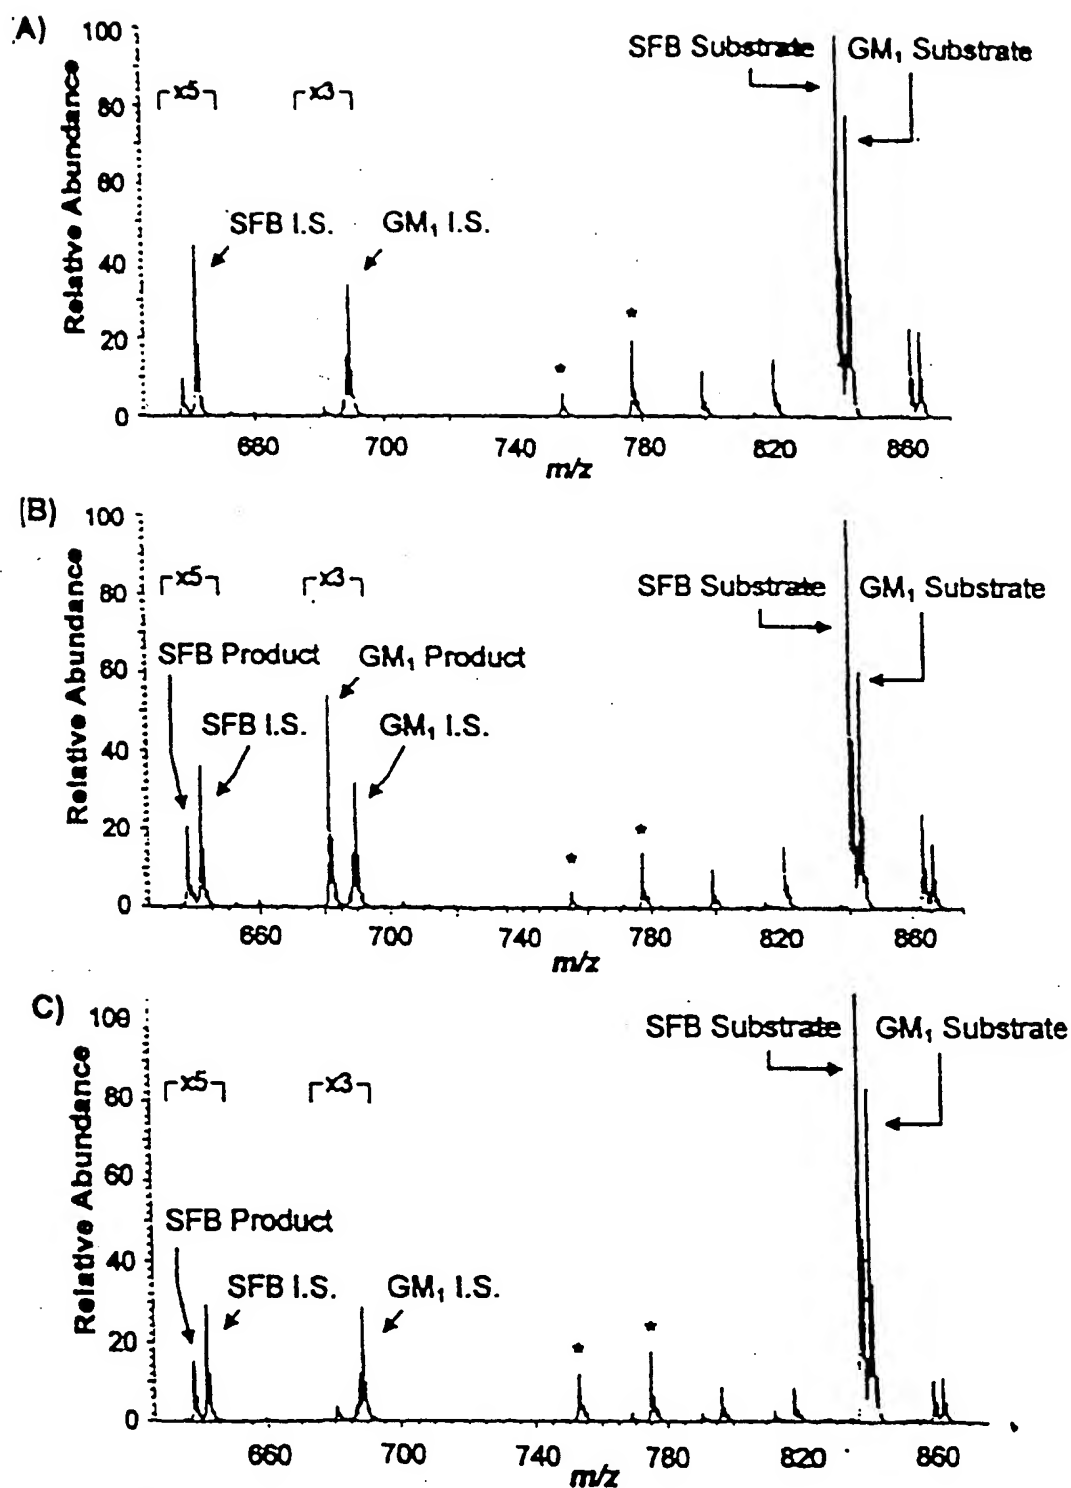 A)
100
SFB Substrate
GM₁ Substrate
x5
x3
80
60
SFB I.S.
GM₁ I.S.
40
*
*
20
0
Relative Abundance
660 700 740 780 820 860
m/z
(B)
100
x5
x3
SFB Substrate
GM₁ Substrate
80
SFB Product
GM₁ Product
60
SFB I.S.
GM₁ I.S.
40
*
*
20
0
Relative Abundance
660 700 740 780 820 860
m/z
C)
100
SFB Substrate
GM₁ Substrate
x5
x3
80
60
SFB Product
40
SFB I.S.
GM₁ I.S.
*
*
20
0
Relative Abundance
660 700 740 780 820 860
m/z